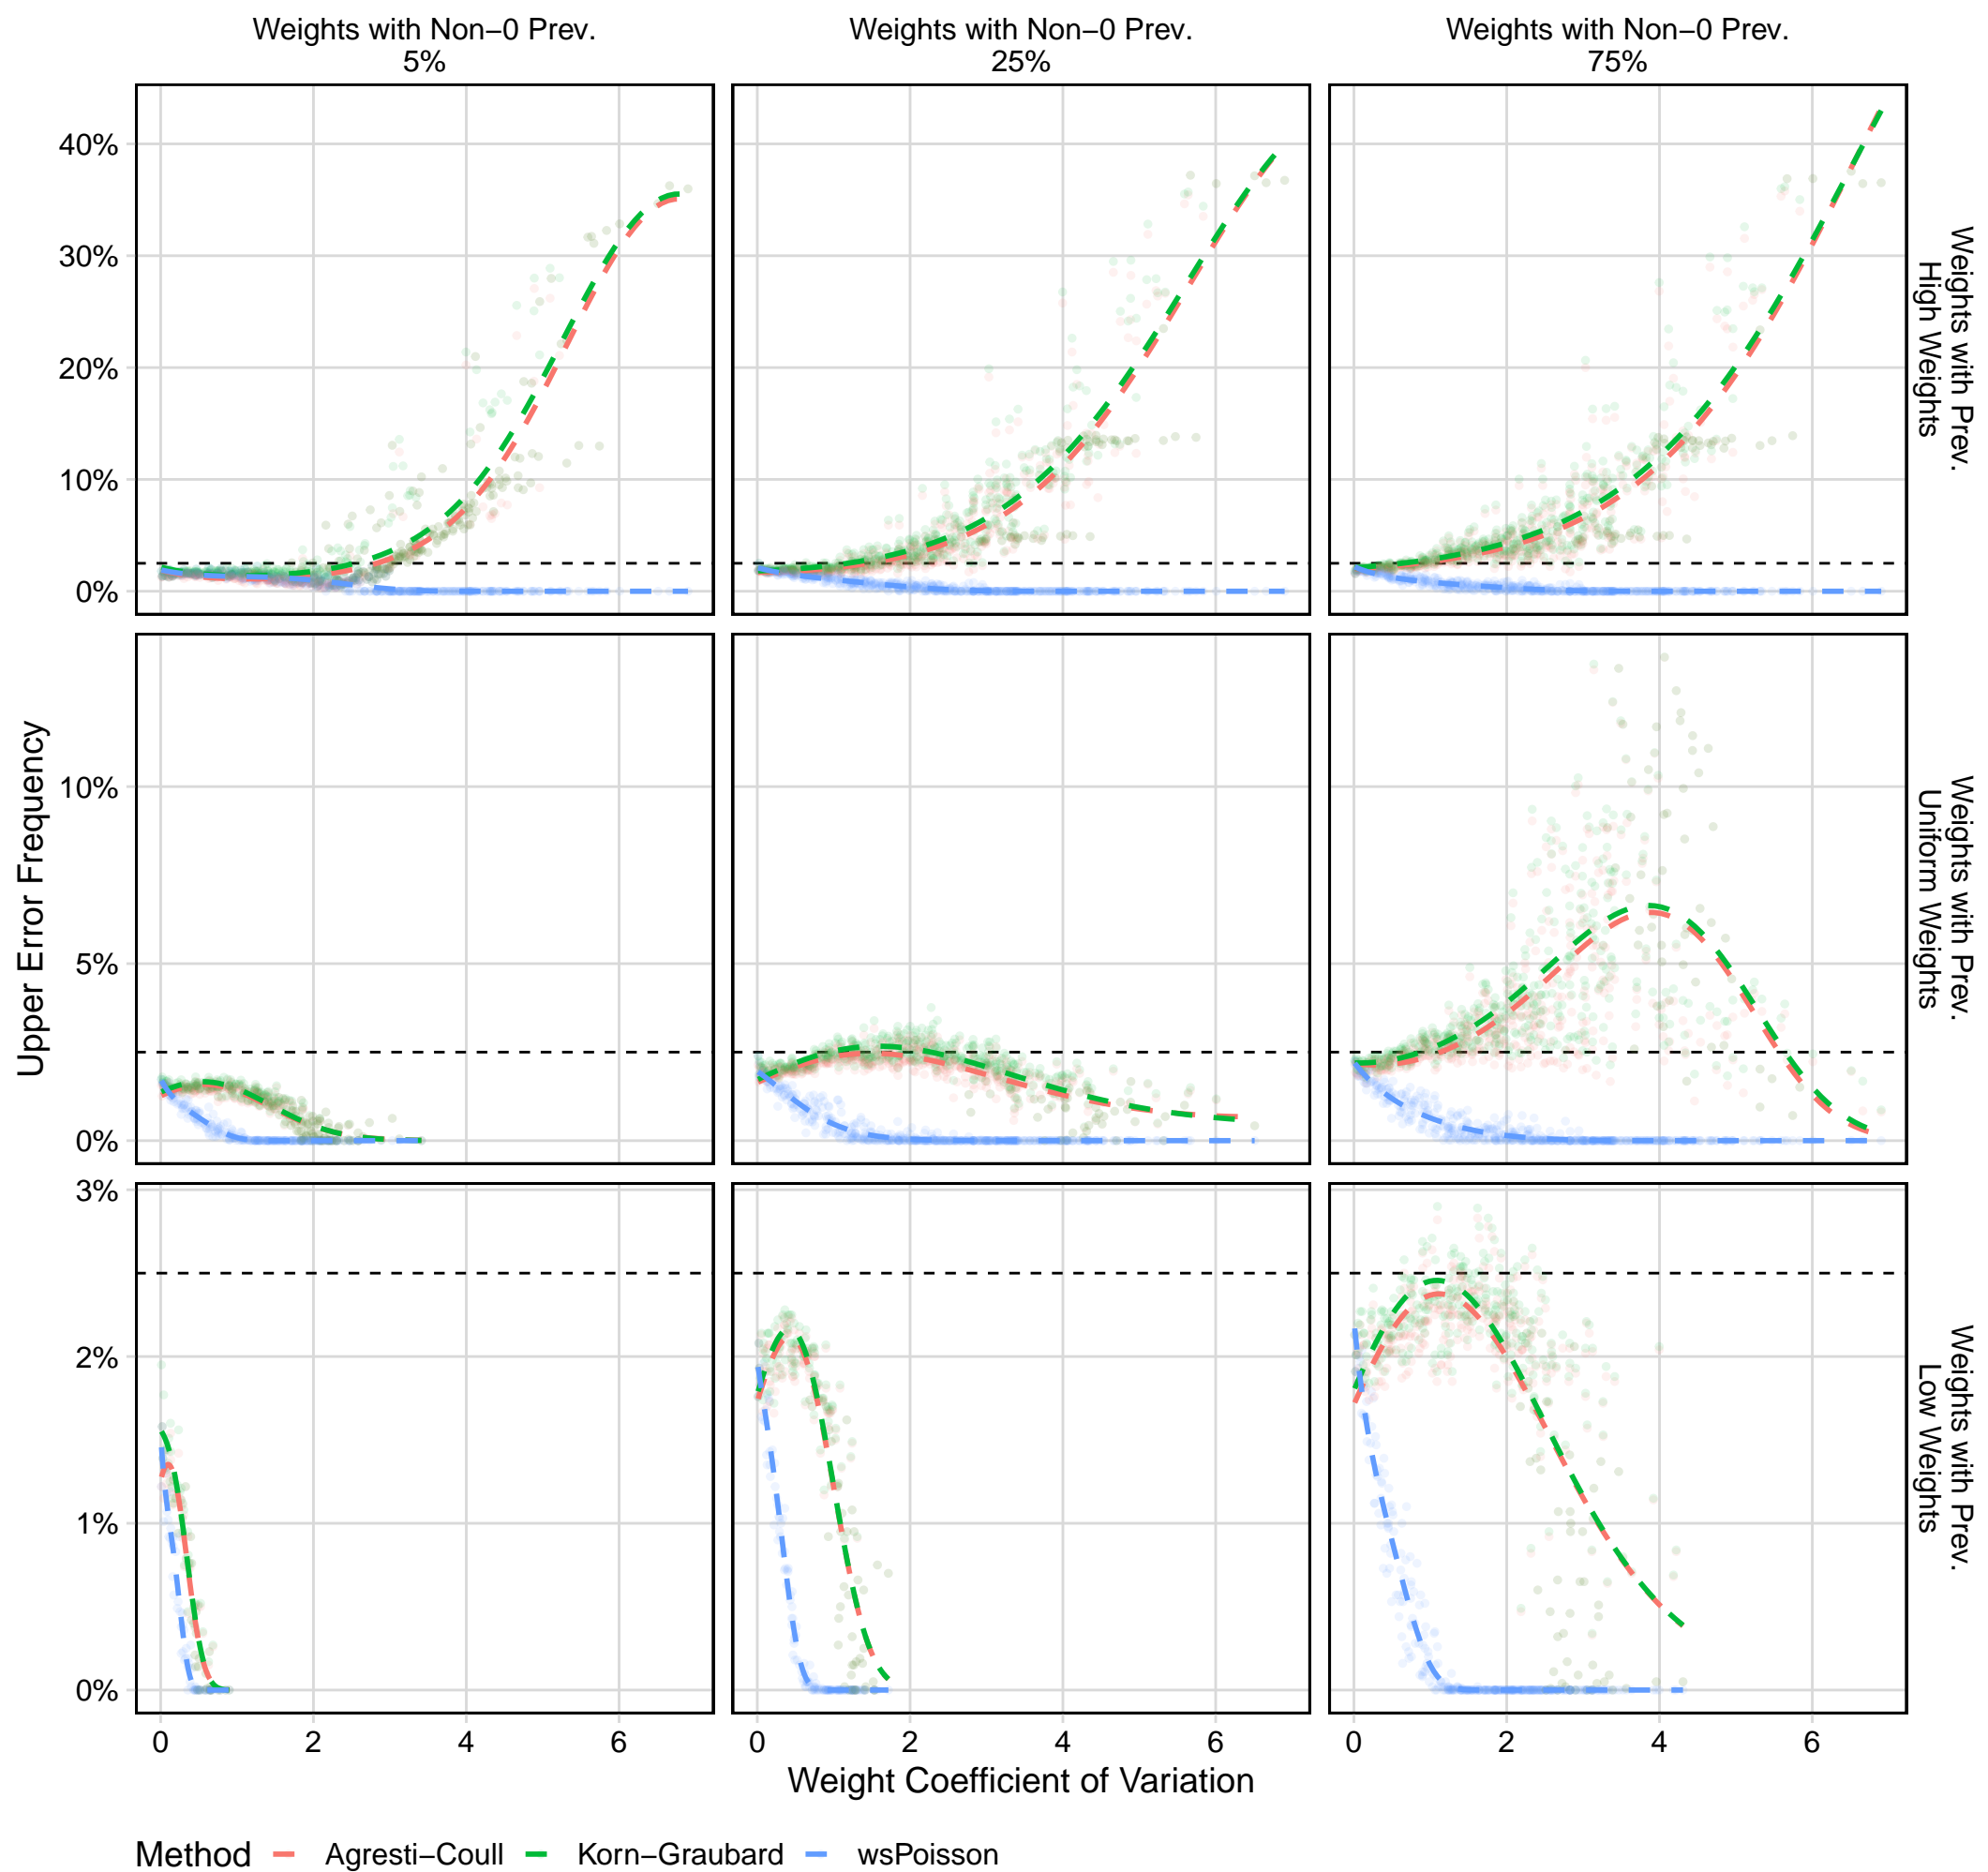 Weights with Non−0 Prev.
5%
Weights with Non−0 Prev.
25%
Weights with Non−0 Prev.
75%
40%
30%
20%
10%
0%
Weights with Prev.
High Weights
Upper Error Frequency
10%
5%
0%
Weights with Prev.
Uniform Weights
3%
2%
1%
0%
Weights with Prev.
Low Weights
0 2 4 6
0 2 4 6
0 2 4 6
Weight Coefficient of Variation
Method Agresti−Coull Korn−Graubard wsPoisson